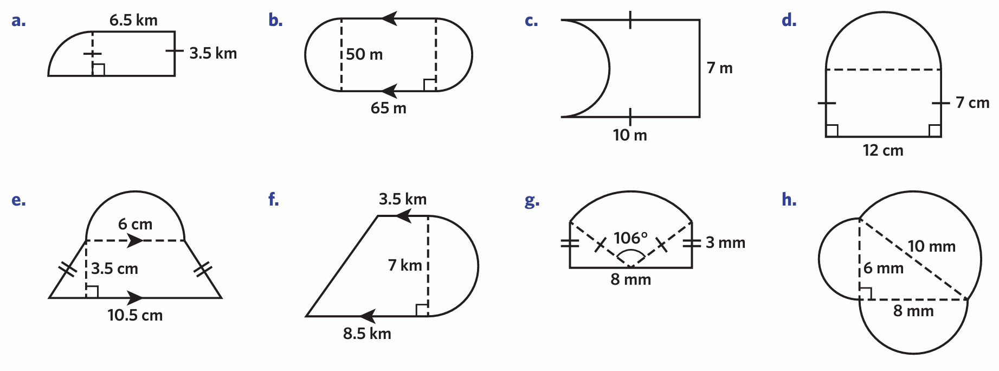 a.
6.5 km
3.5 km
b.
50 m
65 m
c.
7 m
10 m
d.
7 cm
12 cm
e.
6 cm
3.5 cm
10.5 cm
f.
3.5 km
7 km
8.5 km
g.
106°
3 mm
8 mm
h.
10 mm
6 mm
8 mm